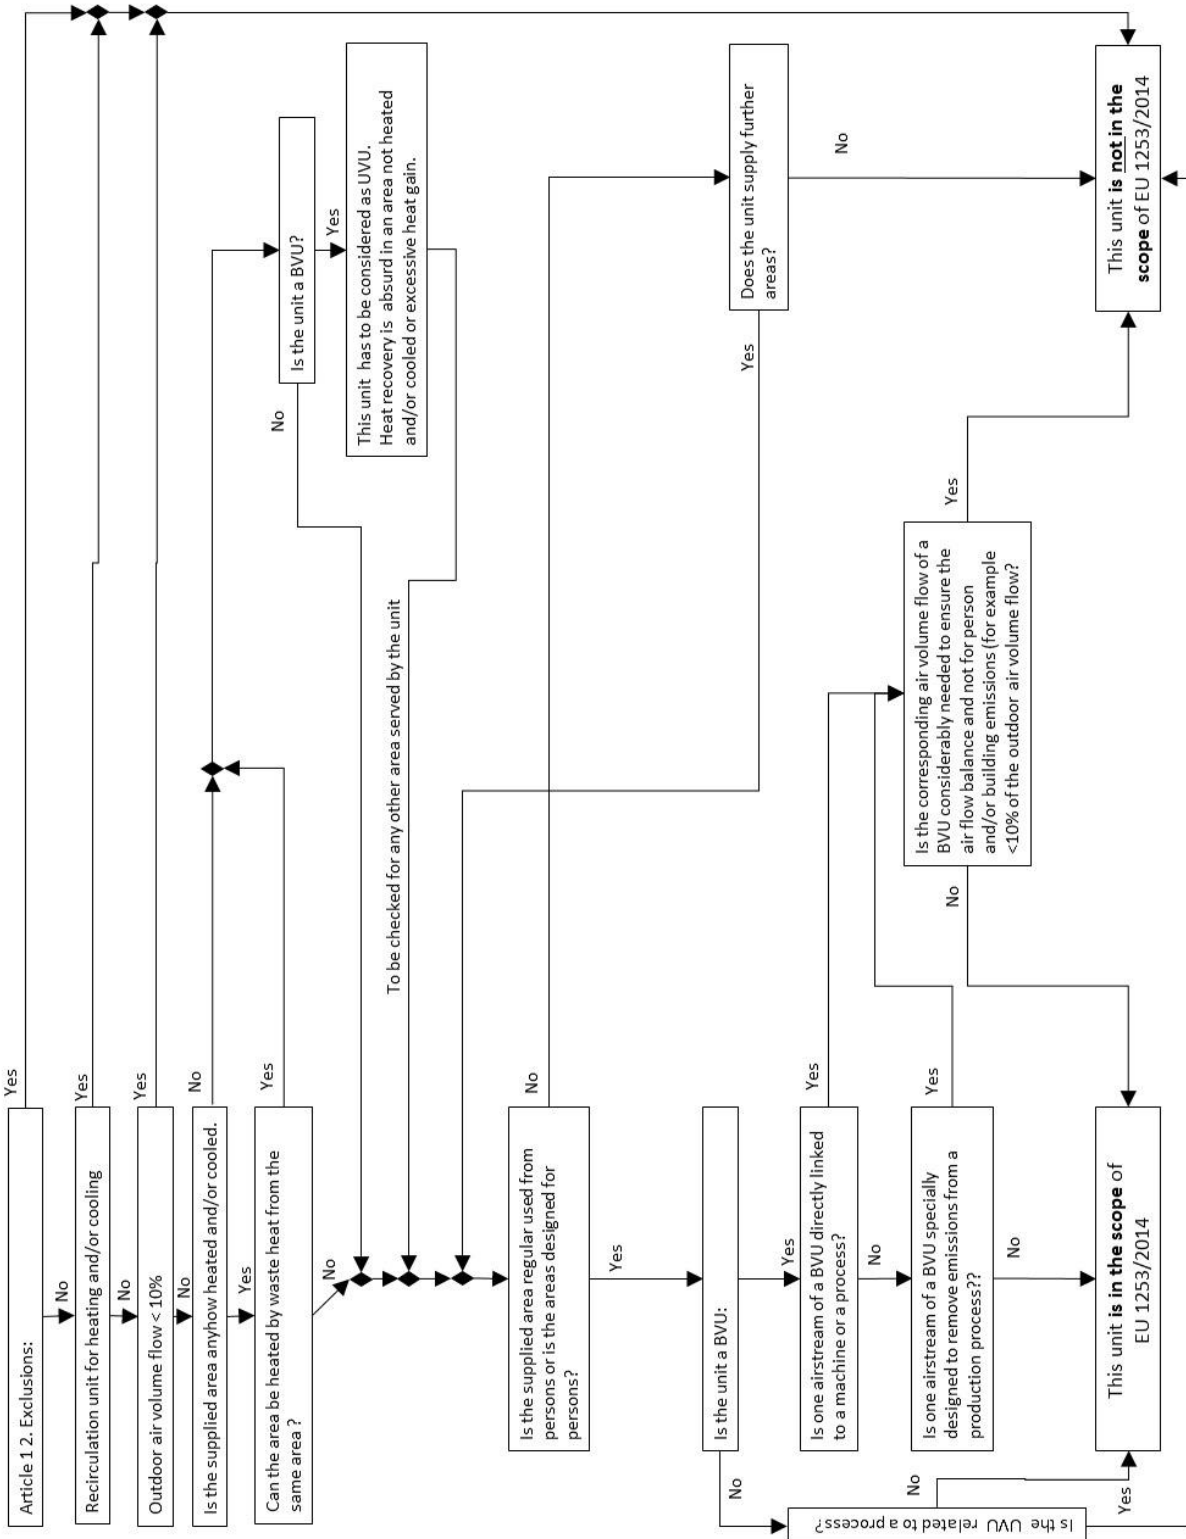 Article 1 2. Exclusions:
Yes
No
Recirculation unit for heating and/or cooling
Yes
No
Outdoor air volume flow < 10%
Yes
No
Is the supplied area anyhow heated and/or cooled.
No
Yes
Can the area be heated by waste heat from the
same area ?
Yes
No
Is the unit a BVU?
No
Yes
This unit  has to be considered as UVU.
Heat recovery is  absurd in an area not heated
and/or cooled or excessive heat gain.
To be checked for any other area served by the unit
Is the supplied area regular used from
persons or is the areas designed for
persons?
No
Yes
Does the unit supply further
areas?
Yes
No
Is the unit a BVU:
No
Yes
Is one airstream of a BVU directly linked
to a machine or a process?
Yes
No
Is one airstream of a BVU specially
designed to remove emissions from a
production process??
Yes
No
Is the corresponding air volume flow of a
BVU considerably needed to ensure the
air flow balance and not for person
and/or building emissions (for example
<10% of the outdoor air volume flow?
No
Yes
Is the UVU related to a process?
No
Yes
This unit is in the scope of
EU 1253/2014
This unit is not in the
scope of EU 1253/2014